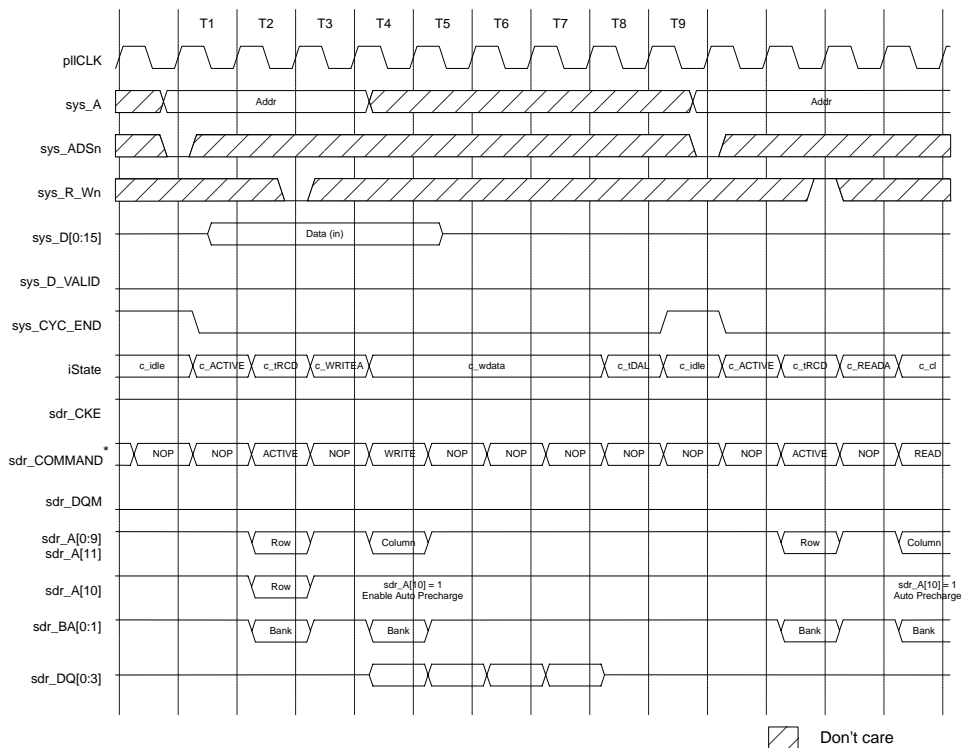 T1 T2 T3 T4 T5 T6 T7 T8 T9
pllCLK
sys_A Addr Addr
sys_ADSn
sys_R_Wn
sys_D[0:15] Data (in)
sys_D_VALID
sys_CYC_END
iState c_idle c_ACTIVE c_tRCD c_WRITEA c_wdata c_tDAL c_idle c_ACTIVE c_tRCD c_READA c_cl
sdr_CKE
sdr_COMMAND* NOP NOP ACTIVE NOP WRITE NOP NOP NOP NOP NOP NOP ACTIVE NOP READ
sdr_DQM
sdr_A[0:9]
sdr_A[11] Row Column Row Column
sdr_A[10] Row sdr_A[10] = 1 sdr_A[10] = 1
Enable Auto Precharge Auto Precharge
sdr_BA[0:1] Bank Bank Bank Bank
sdr_DQ[0:3]
Don't care